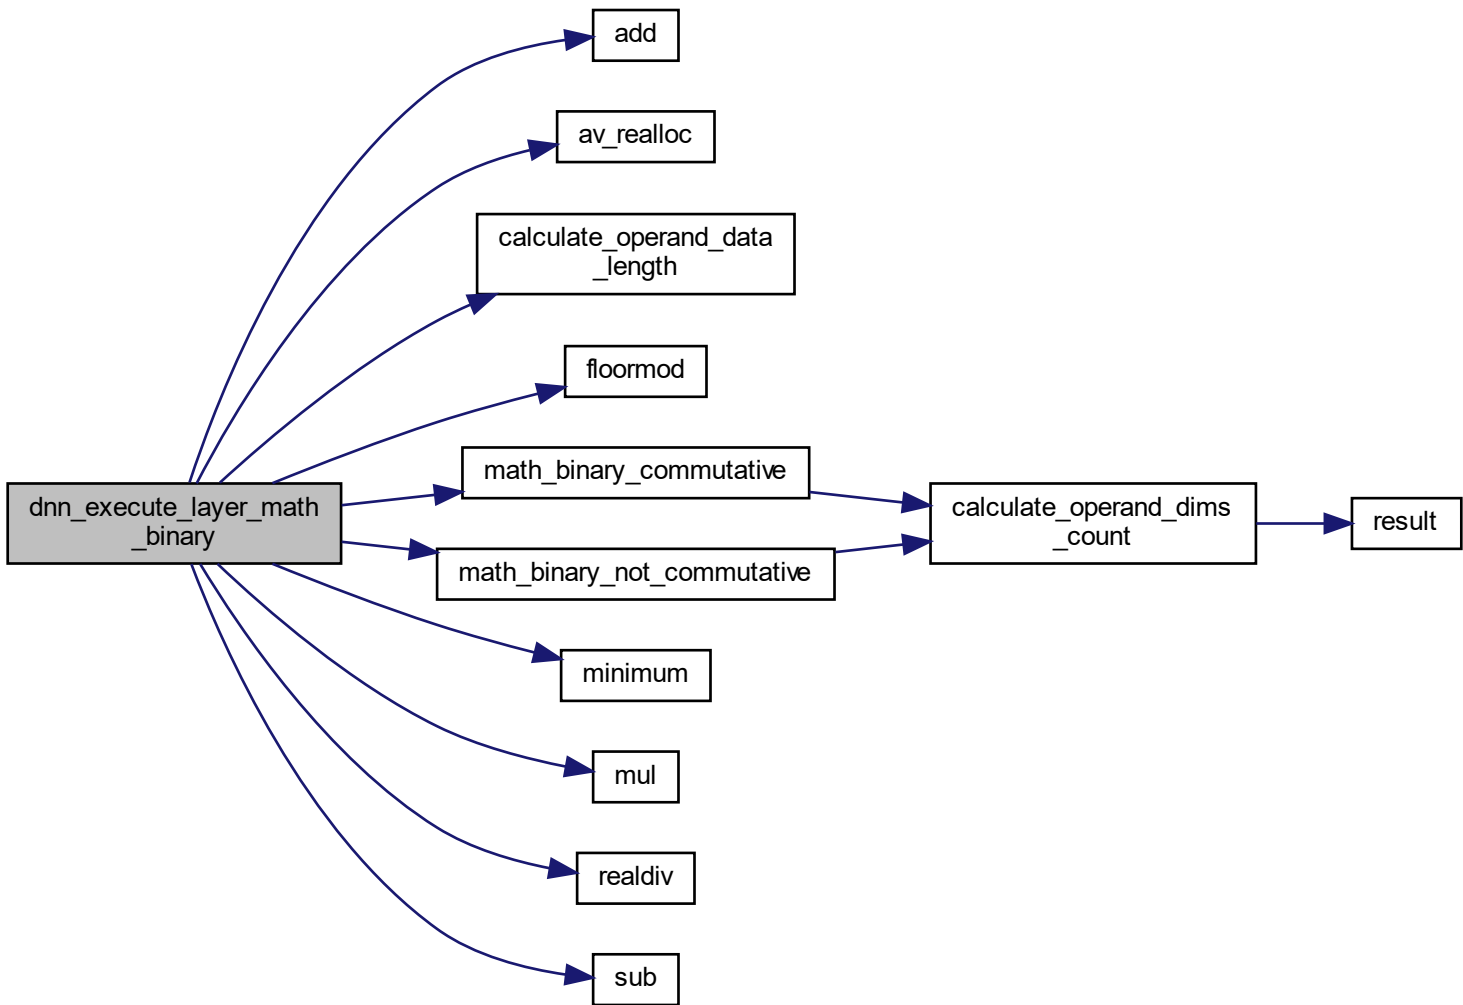 add
av_realloc
calculate_operand_data
_length
floormod
dnn_execute_layer_math
_binary
math_binary_commutative
math_binary_not_commutative
calculate_operand_dims
_count
result
minimum
mul
realdiv
sub